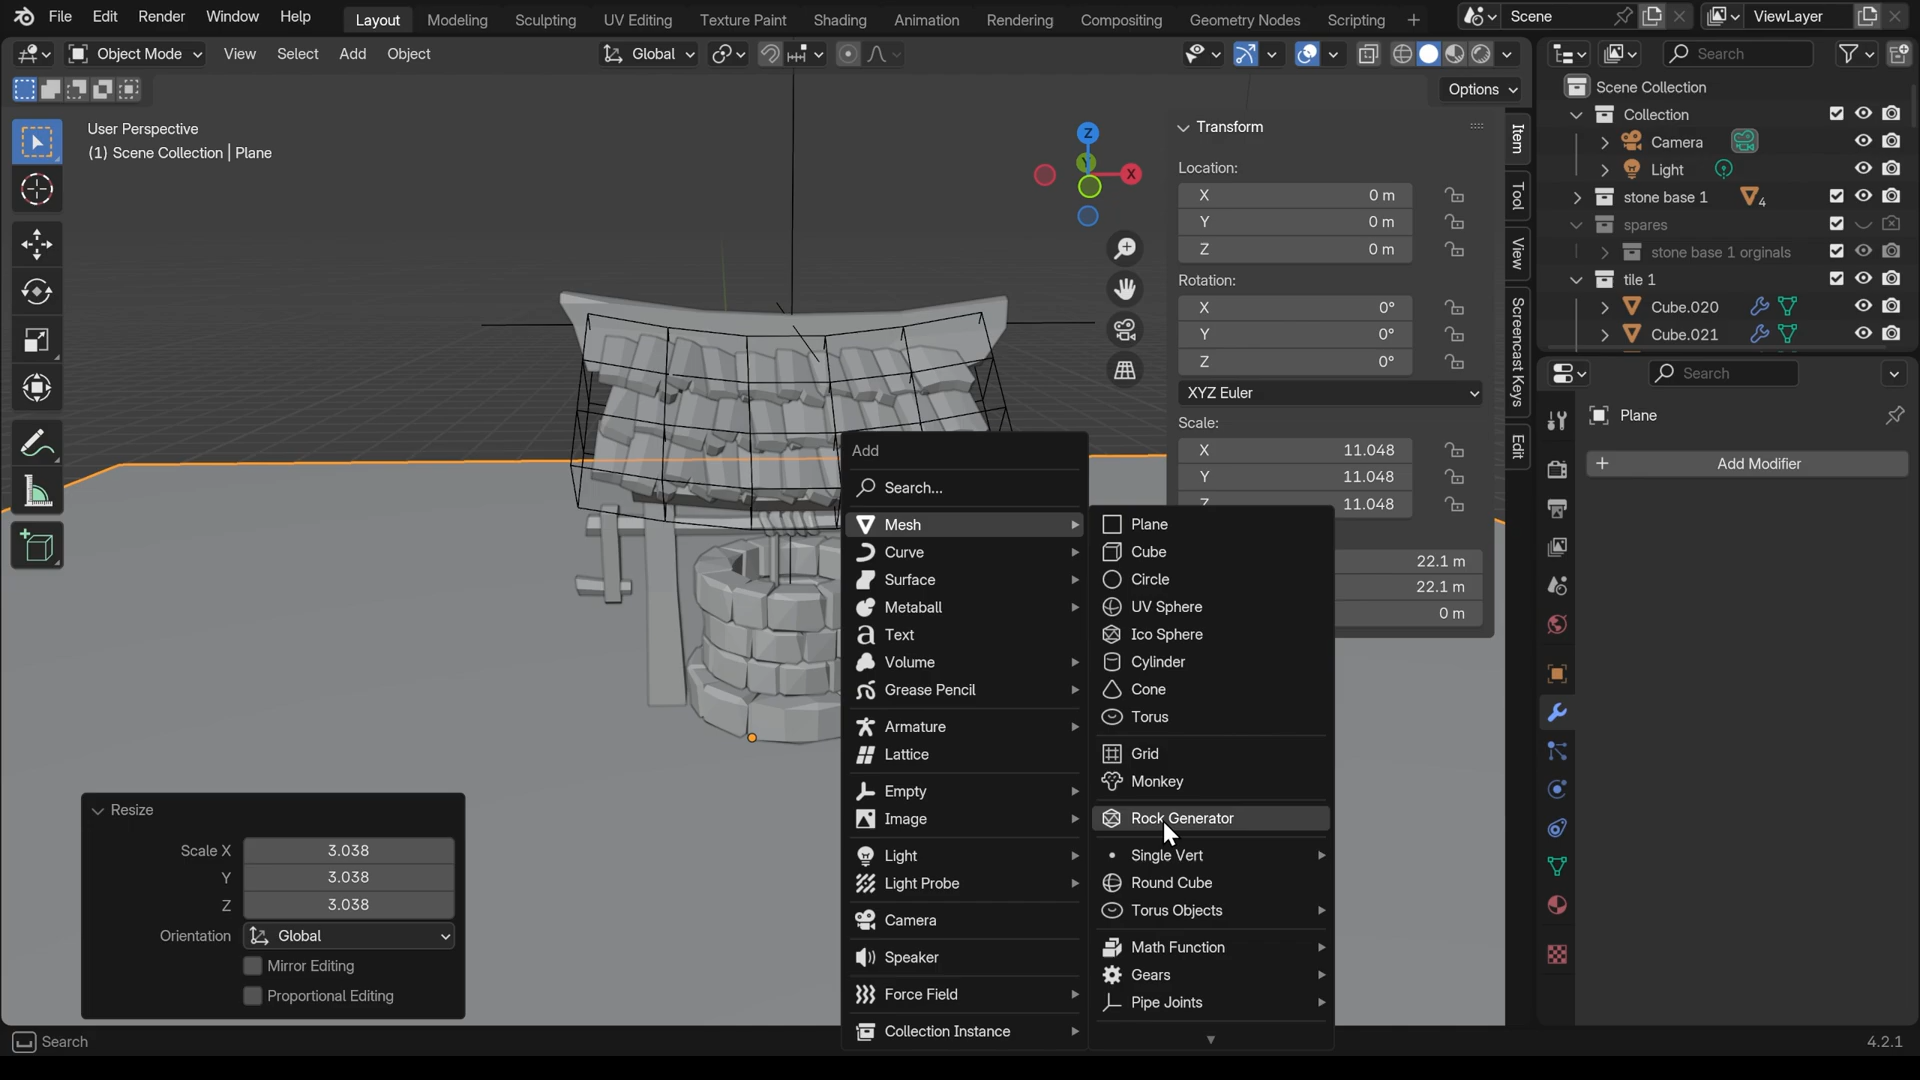 File Edit Render Window Help
Layout Modeling Sculpting UV Editing Texture Paint Shading Animation Rendering Compositing Geometry Nodes Scripting +
Scene
ViewLayer
Object Mode View Select Add Object
Global
Search
Options
User Perspective
(1) Scene Collection | Plane
Z
X
Transform
Location:
X 0 m
Y 0 m
Z 0 m
Rotation:
X 0°
Y 0°
Z 0°
XYZ Euler
Scale:
X 11.048
Y 11.048
Z 11.048
22.1 m
22.1 m
0 m
Item
Tool
View
Screencast Keys
Edit
Scene Collection
Collection
Camera
Light
stone base 1 4
spares
stone base 1 orginals
tile 1
Cube.020
Cube.021
Search
Plane
+ Add Modifier
Add
Search...
Mesh
Curve
Surface
Metaball
Text
Volume
Grease Pencil
Armature
Lattice
Empty
Image
Light
Light Probe
Camera
Speaker
Force Field
Collection Instance
Plane
Cube
Circle
UV Sphere
Ico Sphere
Cylinder
Cone
Torus
Grid
Monkey
Rock Generator
Single Vert
Round Cube
Torus Objects
Math Function
Gears
Pipe Joints
Resize
Scale X 3.038
Y 3.038
Z 3.038
Orientation Global
Mirror Editing
Proportional Editing
Search
4.2.1